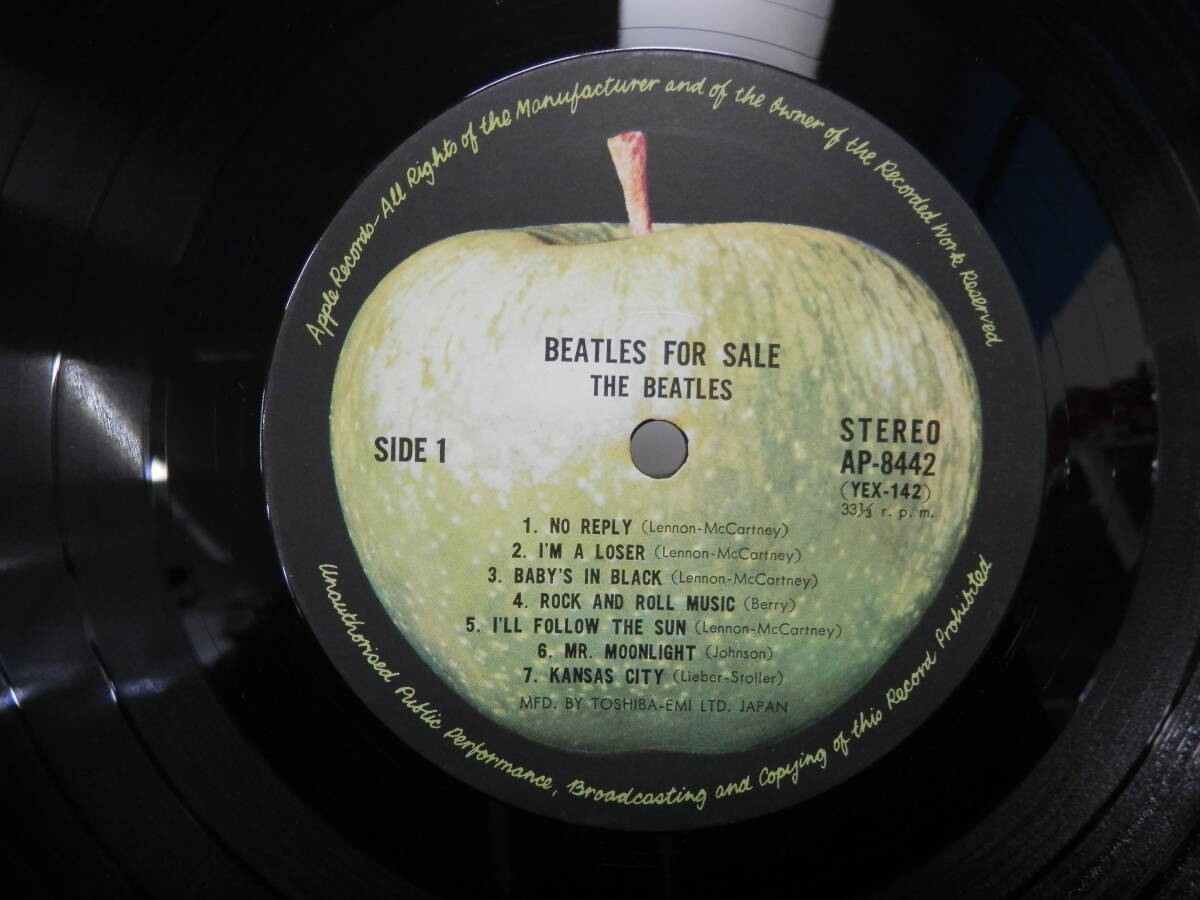 Apple Records-All Rights of the Manufacturer and of the Owner of the Recorded Work Reserved
BEATLES FOR SALE
THE BEATLES
SIDE 1
STEREO
AP-8442
(YEX-142)
33⅓ r. p. m.
1. NO REPLY (Lennon-McCartney)
2. I'M A LOSER (Lennon-McCartney)
3. BABY'S IN BLACK (Lennon-McCartney)
4. ROCK AND ROLL MUSIC (Berry)
5. I'LL FOLLOW THE SUN (Lennon-McCartney)
6. MR. MOONLIGHT (Johnson)
7. KANSAS CITY (Lieber-Stoller)
MFD. BY TOSHIBA-EMI LTD. JAPAN
Unauthorised Public Performance, Broadcasting and Copying of this Record Prohibited